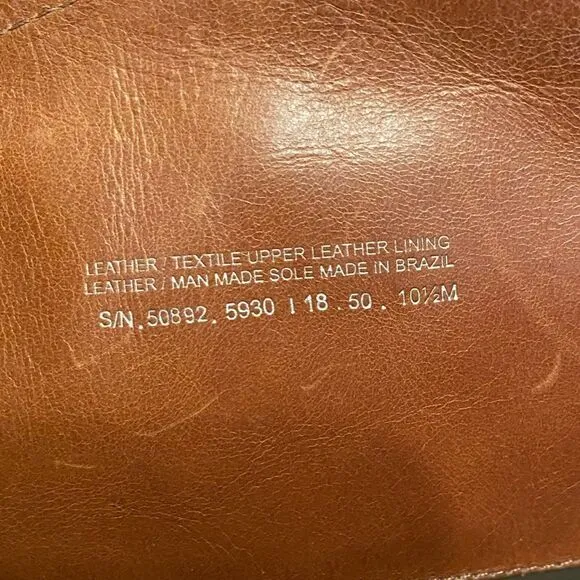 LEATHER / TEXTILE UPPER LEATHER LINING
LEATHER / MAN MADE SOLE MADE IN BRAZIL
S/N. 50892. 5930 I 18 . 50 . 10½M